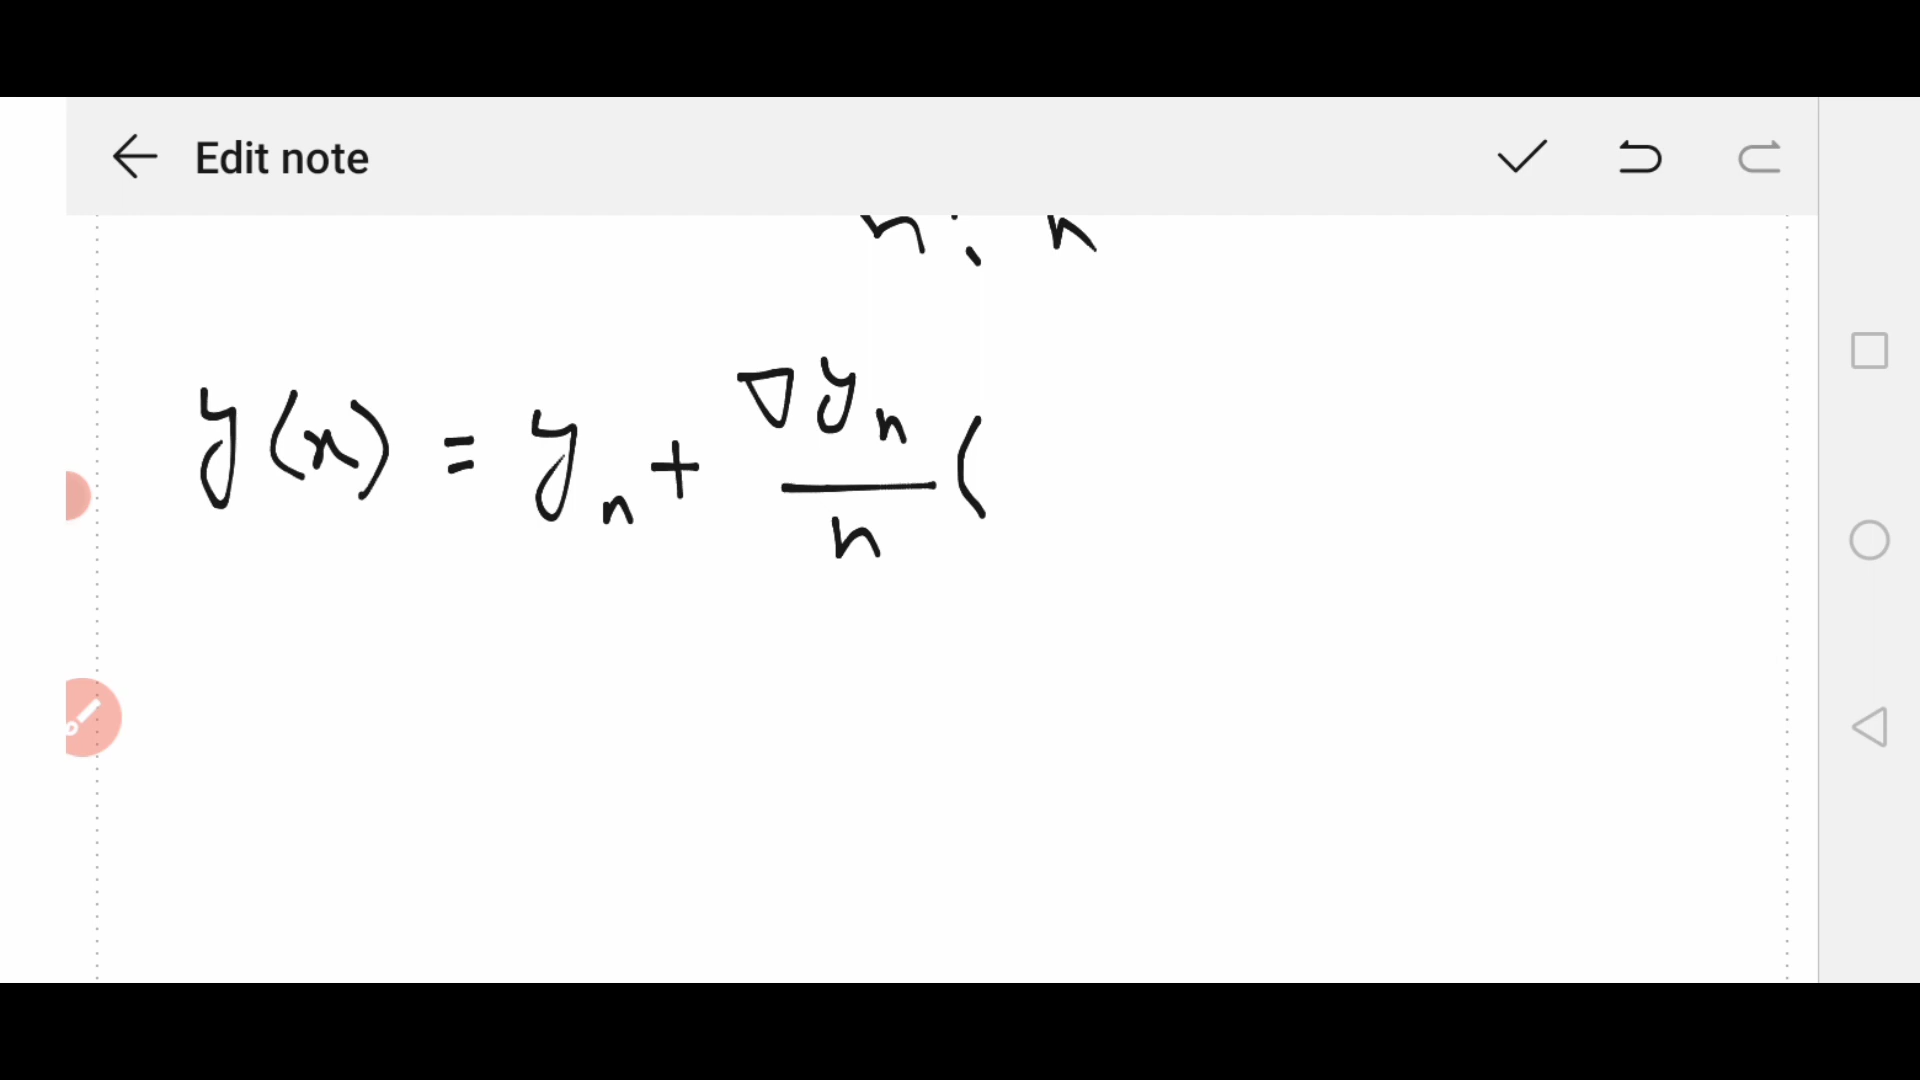 Edit note
n! h
y(x) = yₙ + ∇yₙ/h (